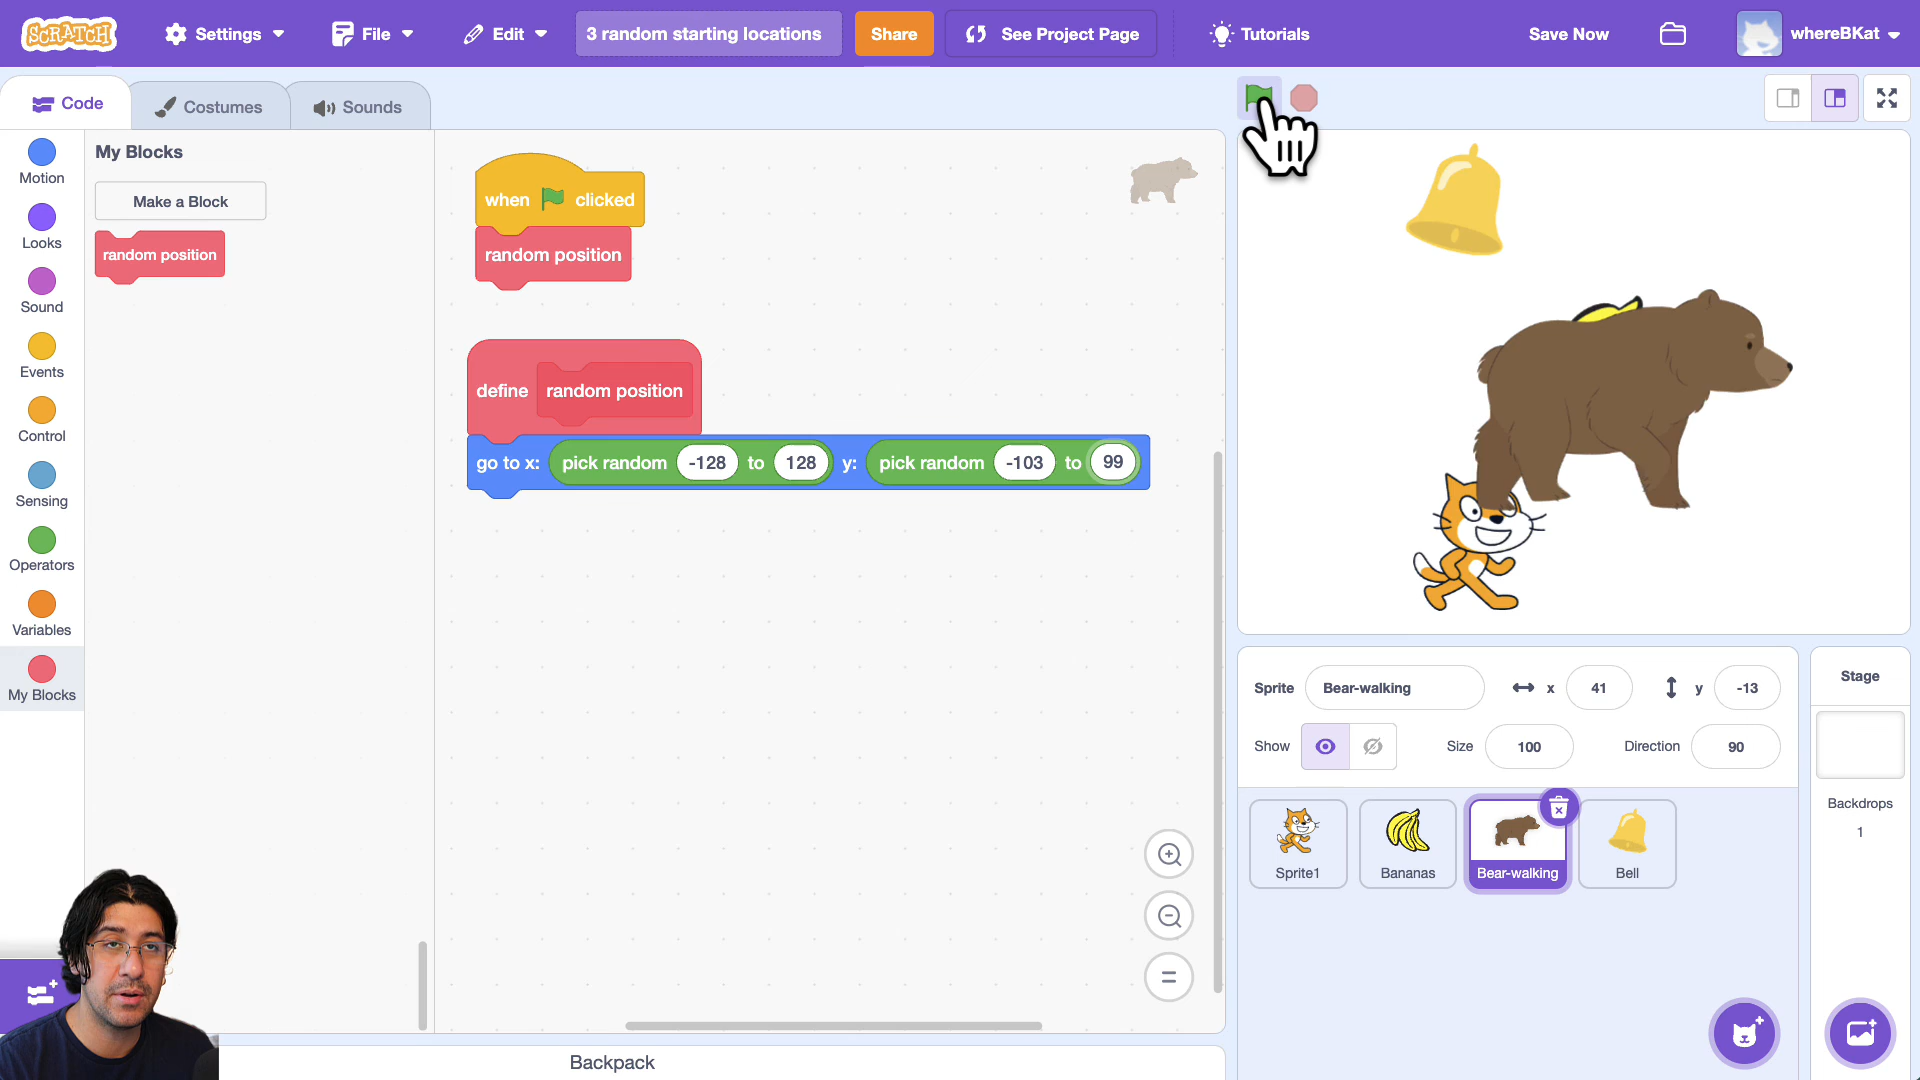 SCRATCH
Settings
File
Edit
3 random starting locations
Share
See Project Page
Tutorials
Save Now
whereBKat
Code
Costumes
Sounds
Motion
Looks
Sound
Events
Control
Sensing
Operators
Variables
My Blocks
My Blocks
Make a Block
random position
when clicked
random position
define random position
go to x: pick random -128 to 128 y: pick random -103 to 99
Backpack
Sprite Bear-walking x 41 y -13
Show Size 100 Direction 90
Sprite1
Bananas
Bear-walking
Bell
Stage
Backdrops
1